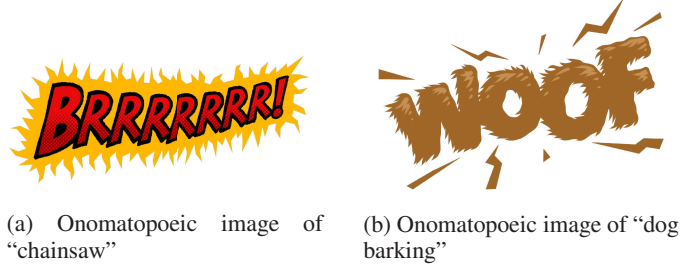 BRRRRRRR!
WOOF
(a) Onomatopoeic image of
“chainsaw”
(b) Onomatopoeic image of “dog
barking”